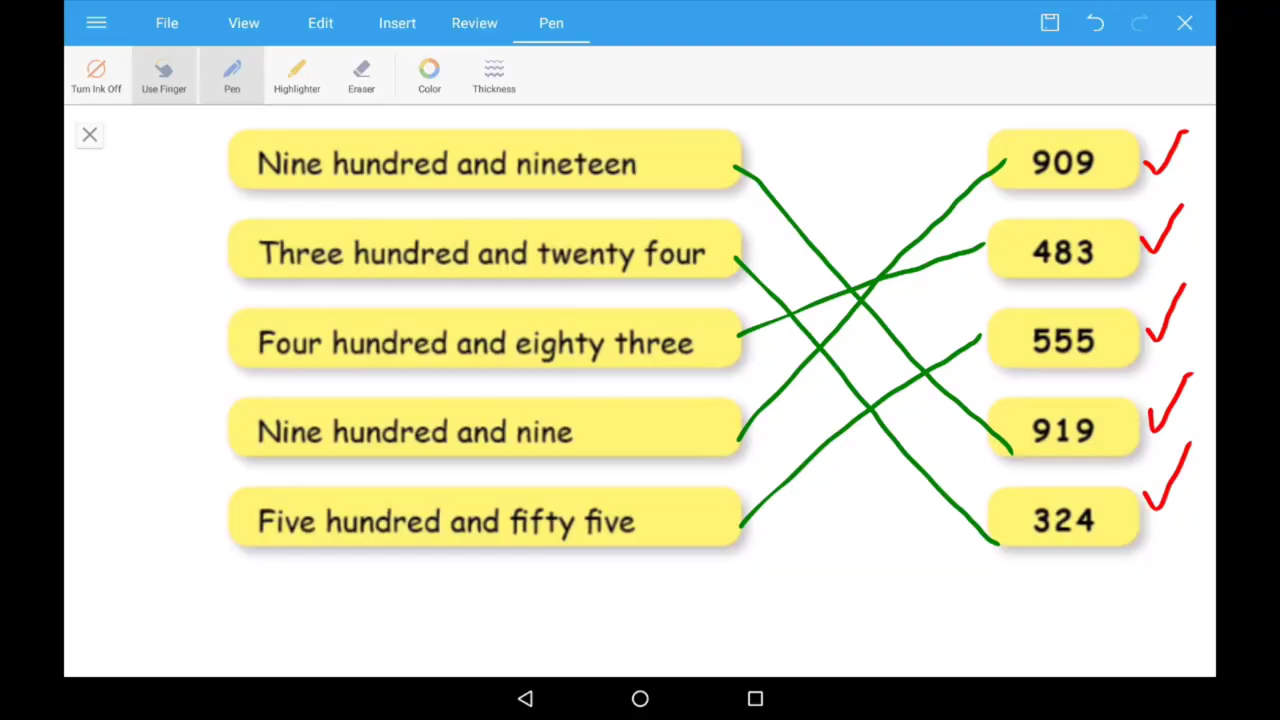 File View Edit Insert Review Pen
Turn Ink Off Use Finger Pen Highlighter Eraser Color Thickness
Nine hundred and nineteen 909
Three hundred and twenty four 483
Four hundred and eighty three 555
Nine hundred and nine 919
Five hundred and fifty five 324